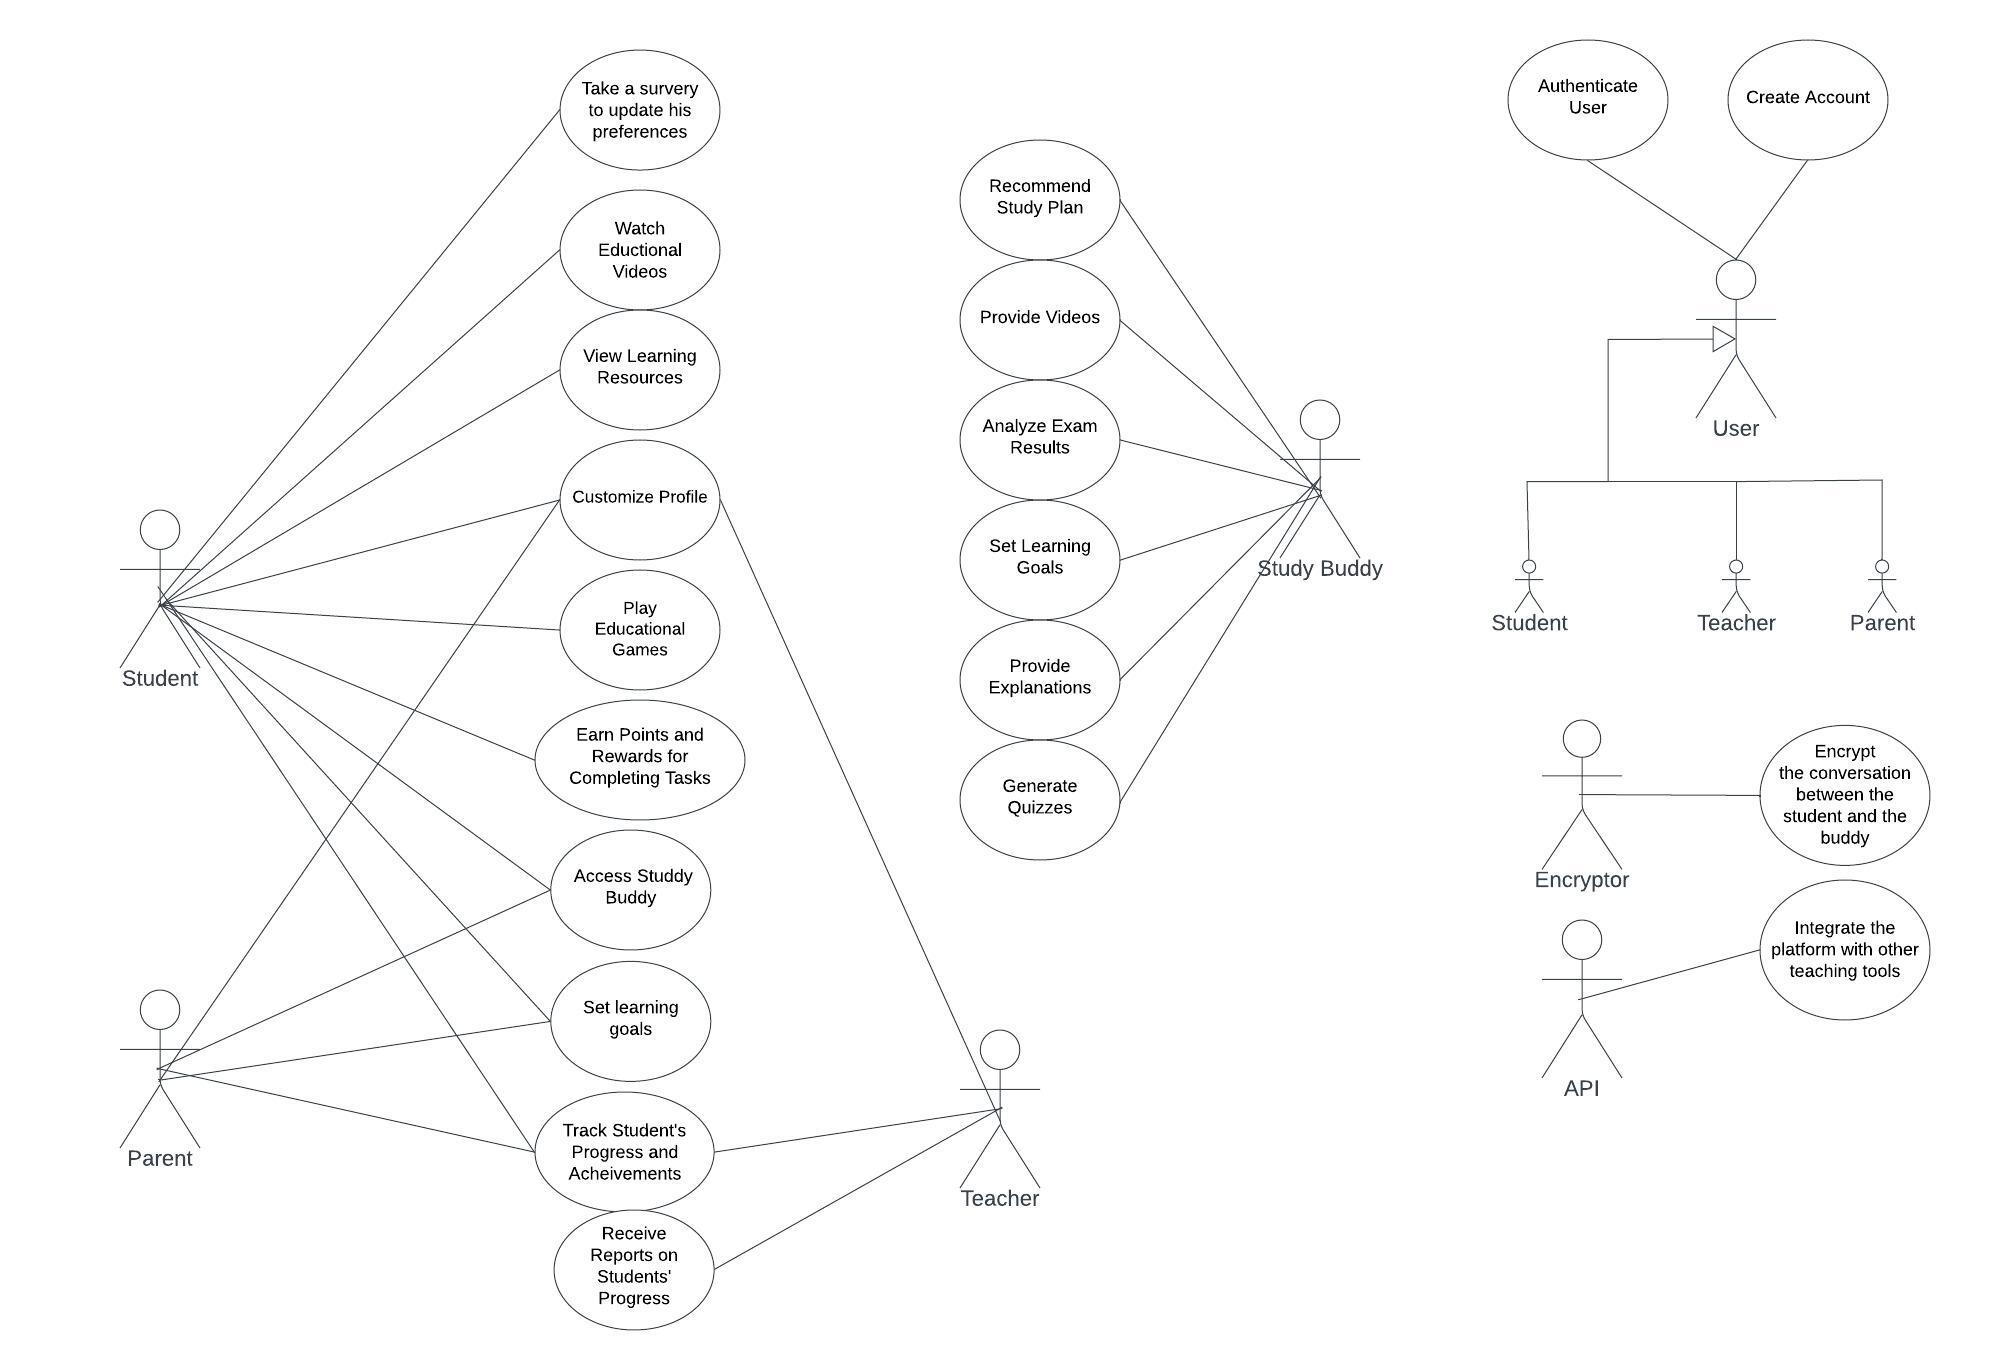 Take a survery
to update his
preferences
Watch
Eductional
Videos
View Learning
Resources
Customize Profile
Play
Educational
Games
Earn Points and
Rewards for
Completing Tasks
Access Studdy
Buddy
Set learning
goals
Track Student's
Progress and
Acheivements
Receive
Reports on
Students'
Progress
Student
Parent
Teacher
Recommend
Study Plan
Provide Videos
Analyze Exam
Results
Set Learning
Goals
Provide
Explanations
Generate
Quizzes
Study Buddy
Authenticate
User
Create Account
User
Student
Teacher
Parent
Encrypt
the conversation
between the
student and the
buddy
Encryptor
Integrate the
platform with other
teaching tools
API